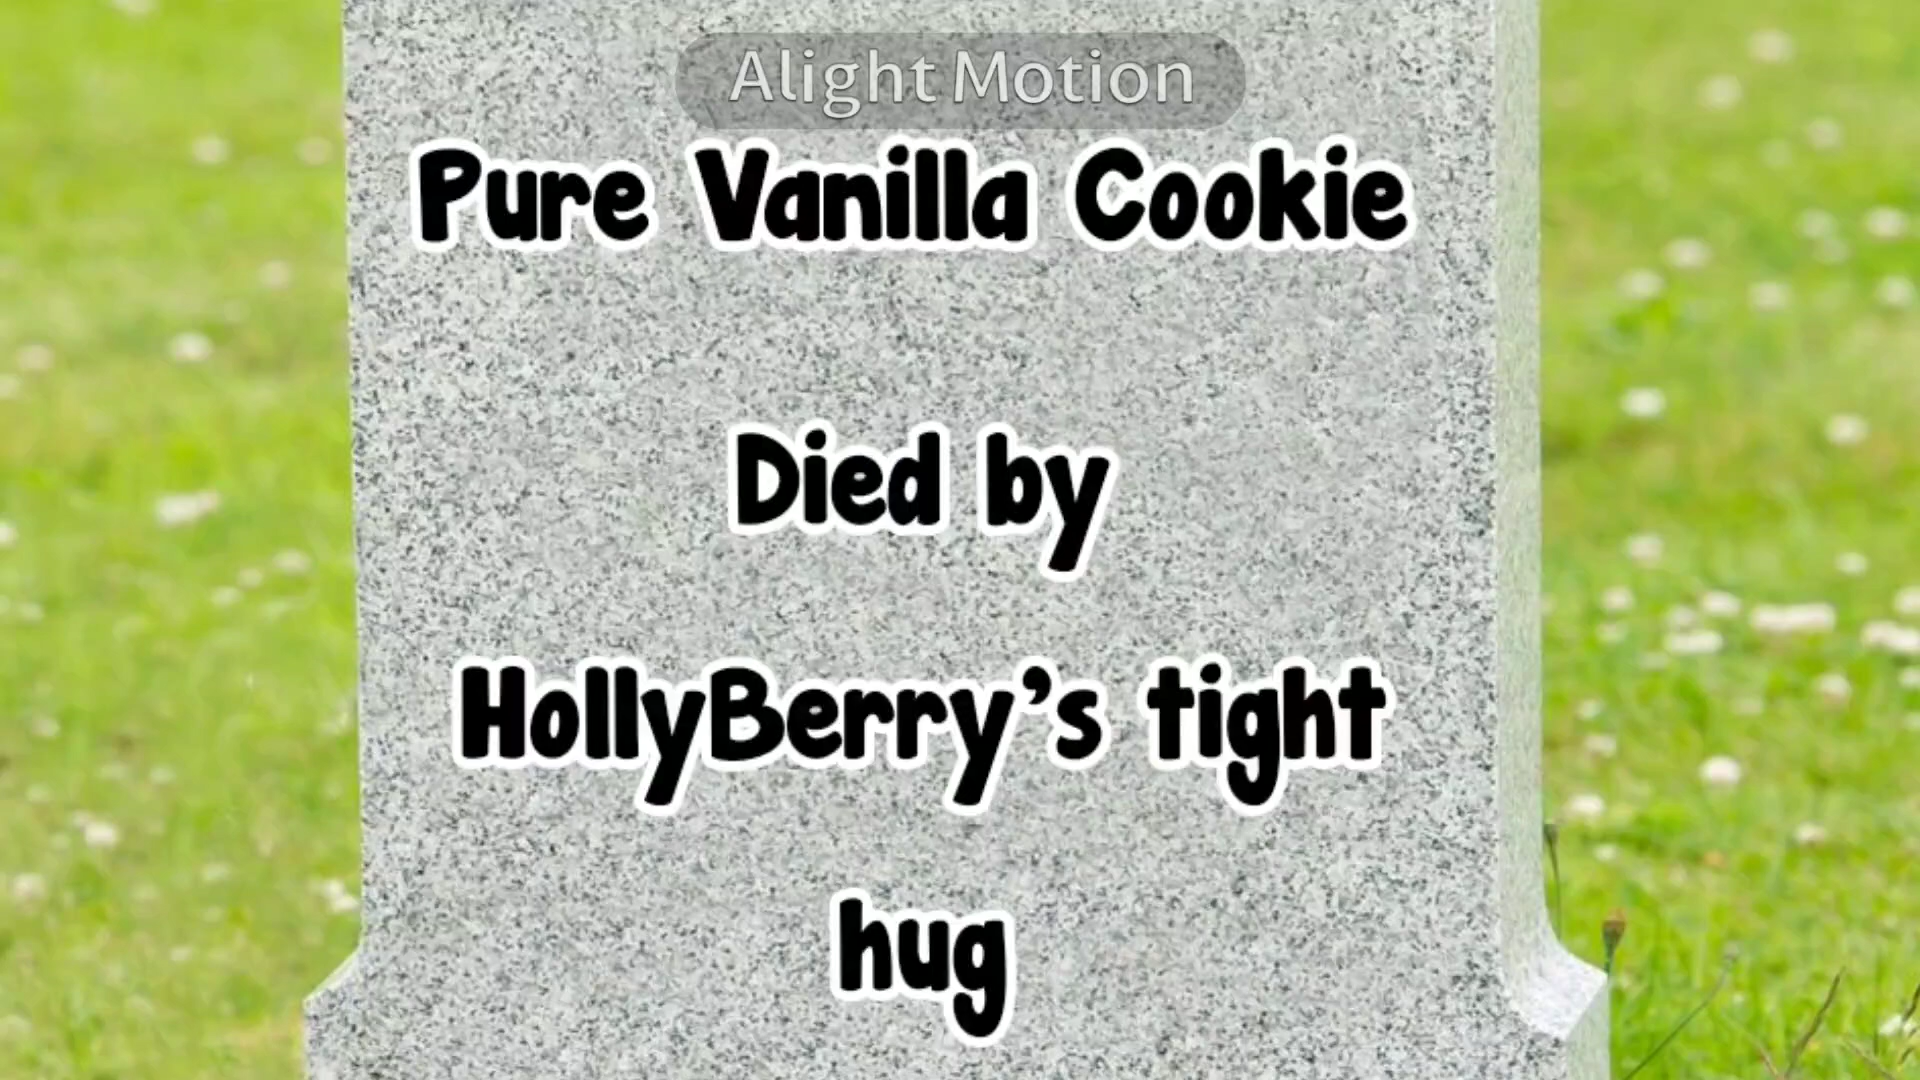 Alight Motion
Pure Vanilla Cookie
Died by
HollyBerry’s tight
hug